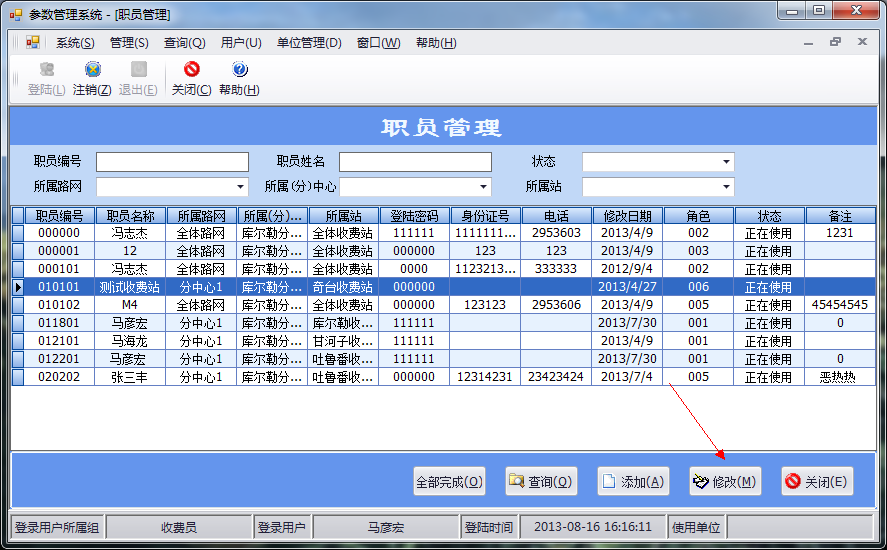 参数管理系统 - [职员管理]
系统(S) 管理(S) 查询(Q) 用户(U) 单位管理(D) 窗口(W) 帮助(H)
登陆(L) 注销(Z) 退出(E) 关闭(C) 帮助(H)
职员管理
职员编号 职员姓名 状态
所属路网 所属(分)中心 所属站
职员编号 职员名称 所属路网 所属(分)... 所属站 登陆密码 身份证号 电话 修改日期 角色 状态 备注
000000 冯志杰 全体路网 库尔勒分... 全体收费站 111111 1111111... 2953603 2013/4/9 002 正在使用 1231
000001 12 全体路网 库尔勒分... 全体收费站 000000 123 123 2013/4/9 003 正在使用
000101 冯志杰 全体路网 库尔勒分... 全体收费站 0000 1123213... 333333 2012/9/4 002 正在使用
010101 测试收费站 分中心1 库尔勒分... 奇台收费站 000000 2013/4/27 006 正在使用
010102 M4 全体路网 库尔勒分... 全体收费站 000000 123123 2953606 2013/4/9 005 正在使用 45454545
011801 马彦宏 分中心1 库尔勒分... 库尔勒收... 111111 2013/7/30 001 正在使用 0
012101 马海龙 分中心1 库尔勒分... 甘河子收... 111111 2013/4/9 001 正在使用
012201 马彦宏 分中心1 库尔勒分... 吐鲁番收... 111111 2013/7/30 001 正在使用 0
020202 张三丰 分中心1 库尔勒分... 吐鲁番收... 000000 12314231 23423424 2013/7/4 005 正在使用 恶热热
全部完成(O) 查询(Q) 添加(A) 修改(M) 关闭(E)
登录用户所属组 收费员 登录用户 马彦宏 登陆时间 2013-08-16 16:16:11 使用单位